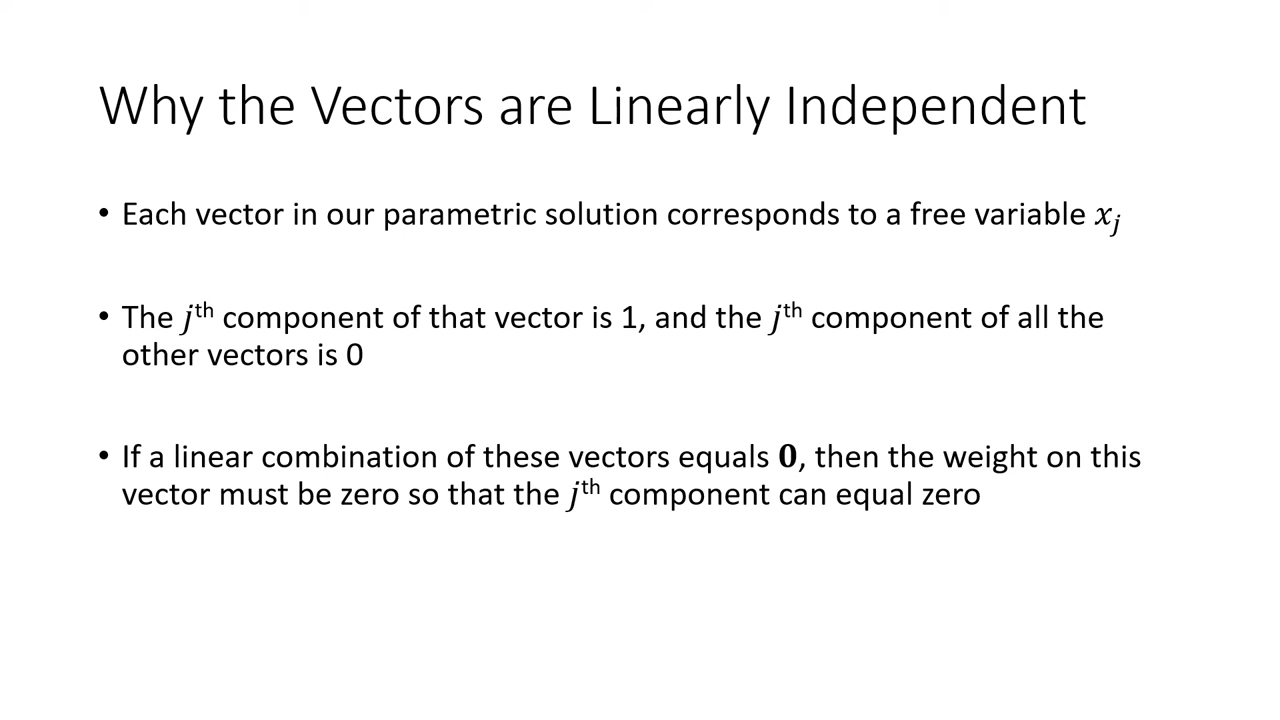 Why the Vectors are Linearly Independent
• Each vector in our parametric solution corresponds to a free variable 𝑥ⱼ
• The 𝑗ᵗʰ component of that vector is 1, and the 𝑗ᵗʰ component of all the
other vectors is 0
• If a linear combination of these vectors equals 𝟎, then the weight on this
vector must be zero so that the 𝑗ᵗʰ component can equal zero